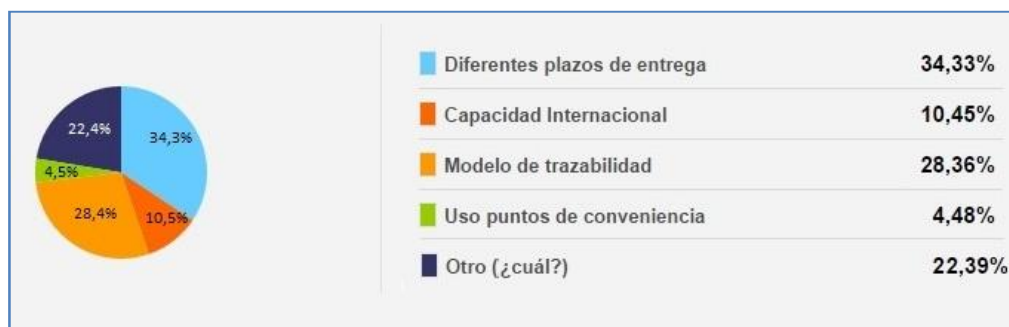 22,4%
34,3%
4,5%
28,4%
10,5%
Diferentes plazos de entrega 34,33%
Capacidad Internacional 10,45%
Modelo de trazabilidad 28,36%
Uso puntos de conveniencia 4,48%
Otro (¿cuál?) 22,39%